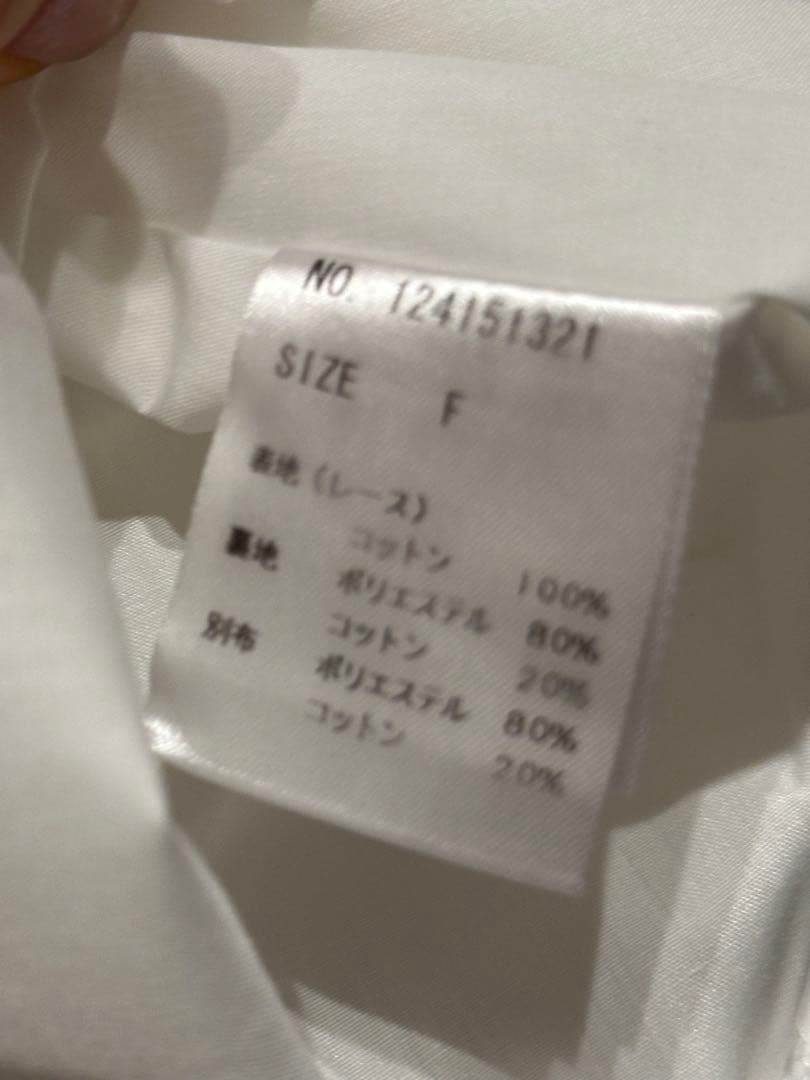 NO. 124151321
SIZE F
表地(レース)
コットン 100%
裏地 ポリエステル 80%
コットン 20%
別布 ポリエステル 80%
コットン 20%